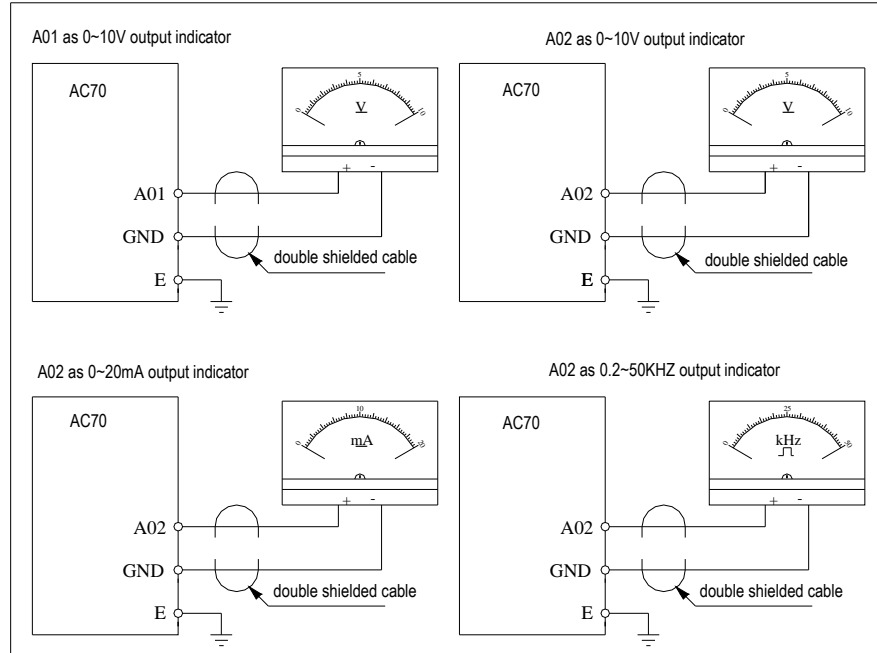 A01 as 0~10V output indicator
AC70
0
5
10
V
+ -
A01
GND
double shielded cable
E
A02 as 0~10V output indicator
AC70
0
5
10
V
+ -
A02
GND
double shielded cable
E
A02 as 0~20mA output indicator
AC70
0
10
20
mA
+ -
A02
GND
double shielded cable
E
A02 as 0.2~50KHZ output indicator
AC70
0
25
50
kHz
+ -
A02
GND
double shielded cable
E